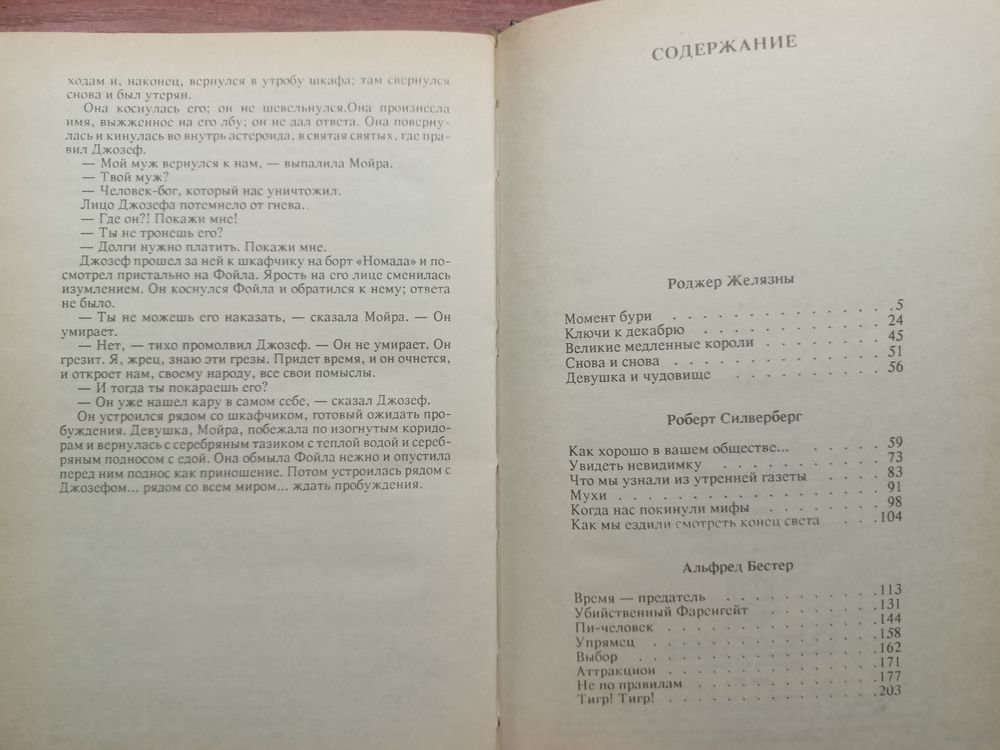 ходам и, наконец, вернулся в утробу шкафа; там свернулся
снова и был утерян.
Она коснулась его; он не шевельнулся.Она произнесла
имя, выжженное на его лбу; он не дал ответа. Она поверну-
лась и кинулась во внутрь астероида, в святая святых, где пра-
вил Джозеф.
— Мой муж вернулся к нам, — выпалила Мойра.
— Твой муж?
— Человек-бог, который нас уничтожил.
Лицо Джозефа потемнело от гнева.
— Где он?! Покажи мне!
— Ты не тронешь его?
— Долги нужно платить. Покажи мне.
Джозеф прошел за ней к шкафчику на борт «Номада» и по-
смотрел пристально на Фойла. Ярость на его лице сменилась
изумлением. Он коснулся Фойла и обратился к нему; ответа
не было.
— Ты не можешь его наказать, — сказала Мойра. — Он
умирает.
— Нет, — тихо промолвил Джозеф. — Он не умирает. Он
грезит. Я, жрец, знаю эти грезы. Придет время, и он очнется,
и откроет нам, своему народу, все свои помыслы.
— И тогда ты покараешь его?
— Он уже нашел кару в самом себе, — сказал Джозеф.
Он устроился рядом со шкафчиком, готовый ожидать про-
буждения. Девушка, Мойра, побежала по изогнутым коридо-
рам и вернулась с серебряным тазиком с теплой водой и сереб-
ряным подносом с едой. Она обмыла Фойла нежно и опустила
перед ним поднос как приношение. Потом устроилась рядом с
Джозефом... рядом со всем миром... ждать пробуждения.
СОДЕРЖАНИЕ
Роджер Желязны
Момент бури . . . . . . . . . . . . . . .5
Ключи к декабрю . . . . . . . . . . . . 24
Великие медленные короли . . . . . . . . 45
Снова и снова . . . . . . . . . . . . . 51
Девушка и чудовище . . . . . . . . . . 56
Роберт Силверберг
Как хорошо в вашем обществе... . . . . . 59
Увидеть невидимку . . . . . . . . . . . 73
Что мы узнали из утренней газеты . . . . . 83
Мухи . . . . . . . . . . . . . . . . 91
Когда нас покинули мифы . . . . . . . . 98
Как мы ездили смотреть конец света . . .104
Альфред Бестер
Время — предатель . . . . . . . . . . .113
Убийственный Фаренгейт . . . . . . . .131
Пи-человек . . . . . . . . . . . . . .144
Упрямец . . . . . . . . . . . . . . .158
Выбор . . . . . . . . . . . . . . . .162
Аттракцион . . . . . . . . . . . . . .171
Не по правилам . . . . . . . . . . . .177
Тигр! Тигр! . . . . . . . . . . . . . .203